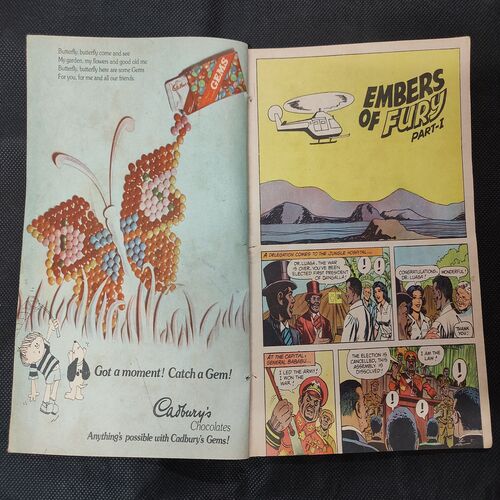 Butterfly, butterfly come and see
My garden, my flowers and good old me
Butterfly, butterfly here are some Gems
For you, for me and all our friends.
GEMS
Got a moment! Catch a Gem!
Cadbury's
Chocolates
Anything's possible with Cadbury's Gems!
EMBERS
OF FURY
PART-I
A DELEGATION COMES TO THE JUNGLE HOSPITAL...
DR. LUAGA, THE WAR
IS OVER. YOU'VE BEEN
ELECTED FIRST PRESIDENT
OF BANGALLA!
!
!
CONGRATULATIONS,
DR. LUAGA!
WONDERFUL!
THANK
YOU!
AT THE CAPITAL,
GENERAL BABABU...
I LED THE ARMY! I
I WON THE
WAR!
THE ELECTION IS
CANCELLED, THIS
ASSEMBLY IS
DISSOLVED!
I AM THE
LAW!
!
!
!